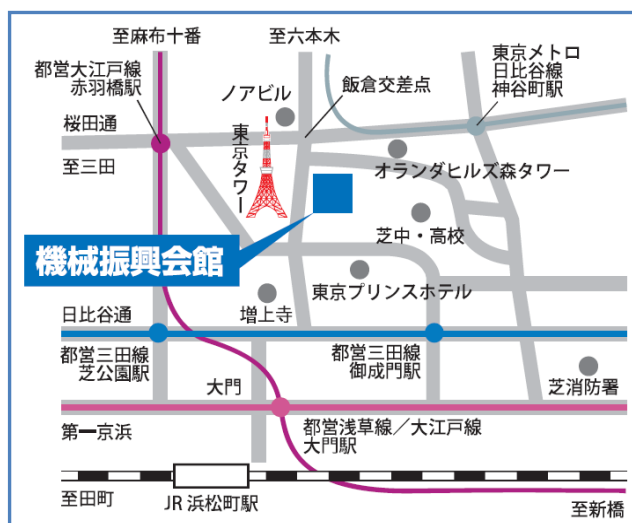 至麻布十番
至六本木
都営大江戸線
赤羽橋駅
東京メトロ
日比谷線
神谷町駅
ノアビル
飯倉交差点
桜田通
至三田
東京タワー
オランダヒルズ森タワー
芝中・高校
機械振興会館
東京プリンスホテル
増上寺
日比谷通
都営三田線
芝公園駅
都営三田線
御成門駅
大門
芝消防署
第一京浜
都営浅草線／大江戸線
大門駅
至田町
JR 浜松町駅
至新橋